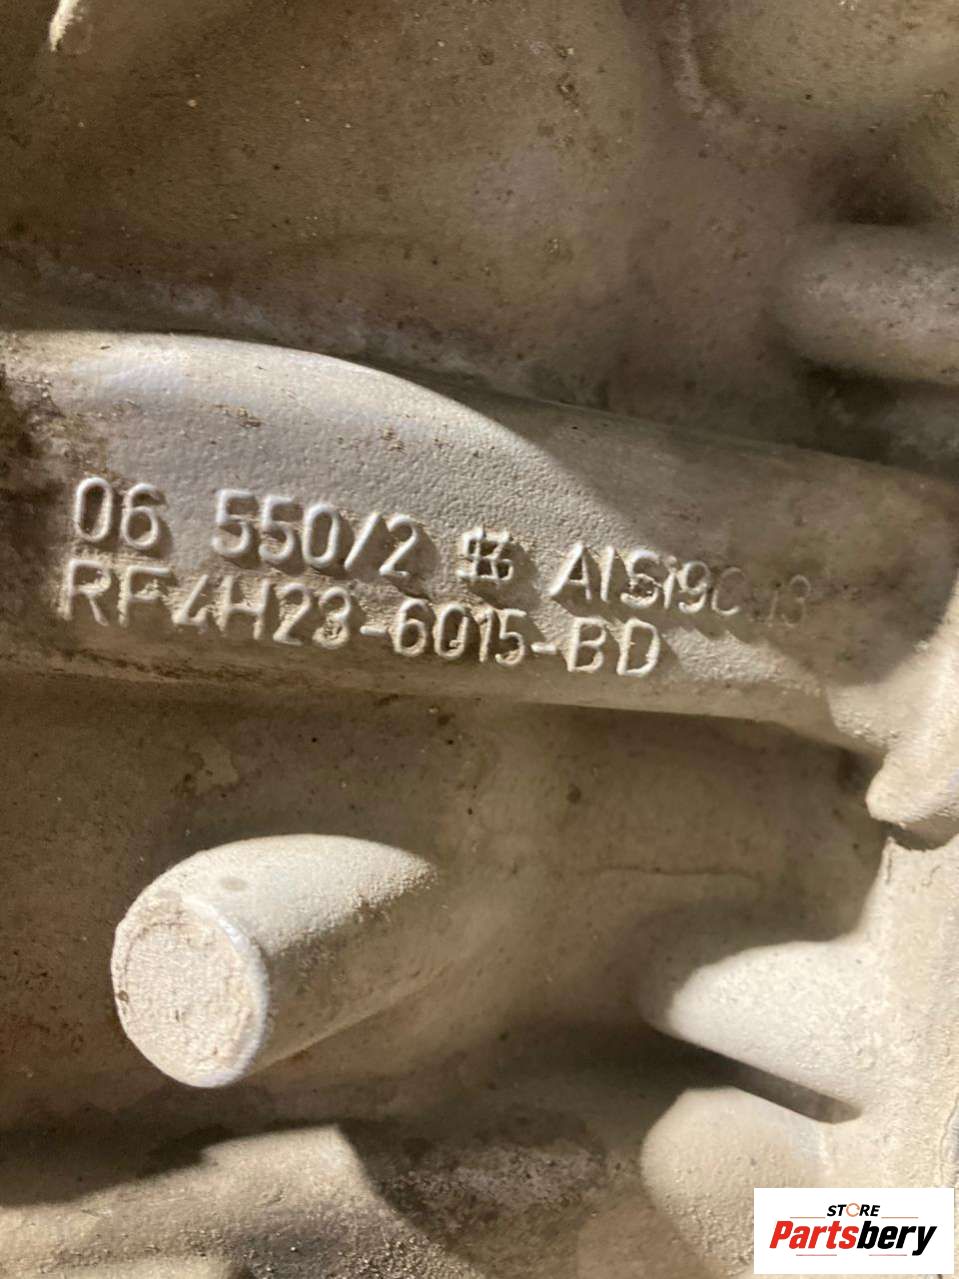 06 550/2 AlSi9Cu3
RF4H23-6015-BD
STORE
Partsbery